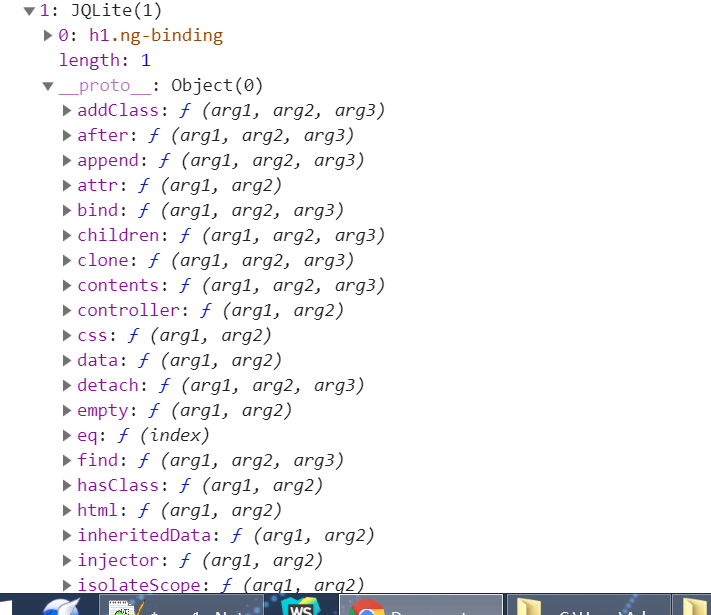 1: JQLite(1)
0: h1.ng-binding
length: 1
__proto__: Object(0)
addClass: ƒ (arg1, arg2, arg3)
after: ƒ (arg1, arg2, arg3)
append: ƒ (arg1, arg2, arg3)
attr: ƒ (arg1, arg2)
bind: ƒ (arg1, arg2, arg3)
children: ƒ (arg1, arg2, arg3)
clone: ƒ (arg1, arg2, arg3)
contents: ƒ (arg1, arg2, arg3)
controller: ƒ (arg1, arg2)
css: ƒ (arg1, arg2)
data: ƒ (arg1, arg2)
detach: ƒ (arg1, arg2, arg3)
empty: ƒ (arg1, arg2)
eq: ƒ (index)
find: ƒ (arg1, arg2, arg3)
hasClass: ƒ (arg1, arg2)
html: ƒ (arg1, arg2)
inheritedData: ƒ (arg1, arg2)
injector: ƒ (arg1, arg2)
isolateScope: ƒ (arg1, arg2)
WS